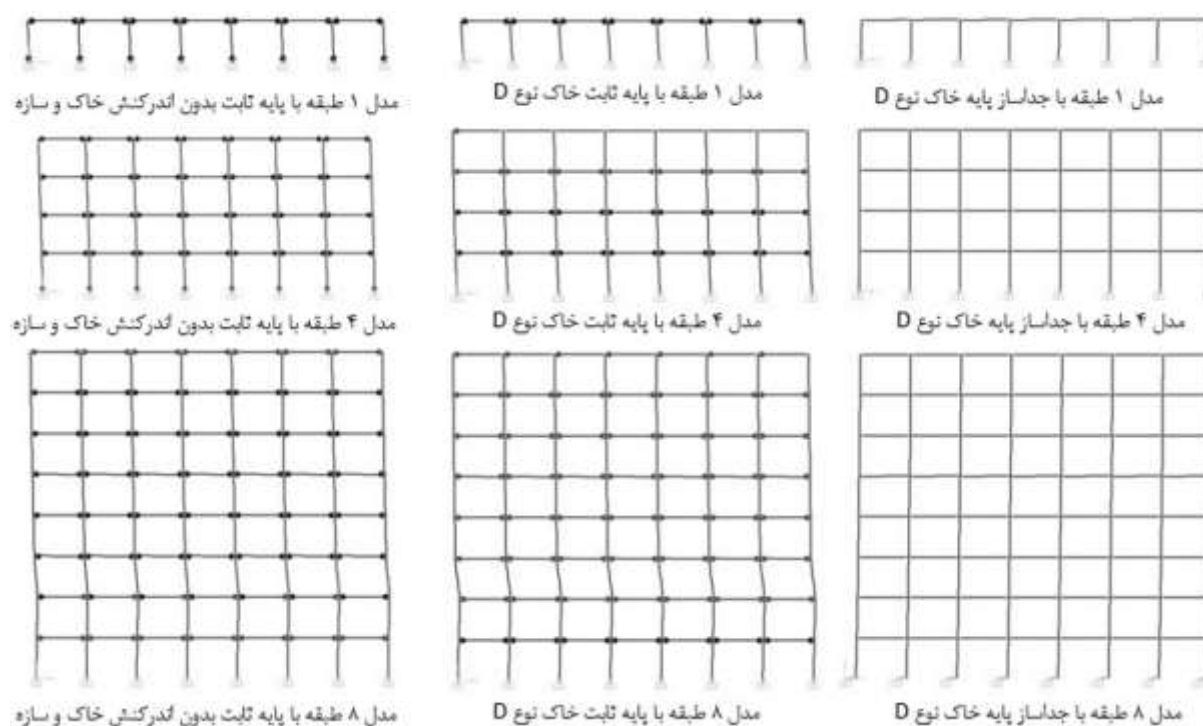 مدل ۱ طبقه با جداساز پایه خاک نوع D
مدل ۱ طبقه با پایه ثابت خاک نوع D
مدل ۱ طبقه با پایه ثابت بدون اندرکنش خاک و سازه
مدل ۴ طبقه با جداساز پایه خاک نوع D
مدل ۴ طبقه با پایه ثابت خاک نوع D
مدل ۴ طبقه با پایه ثابت بدون اندرکنش خاک و سازه
مدل ۸ طبقه با جداساز پایه خاک نوع D
مدل ۸ طبقه با پایه ثابت خاک نوع D
مدل ۸ طبقه با پایه ثابت بدون اندرکنش خاک و سازه